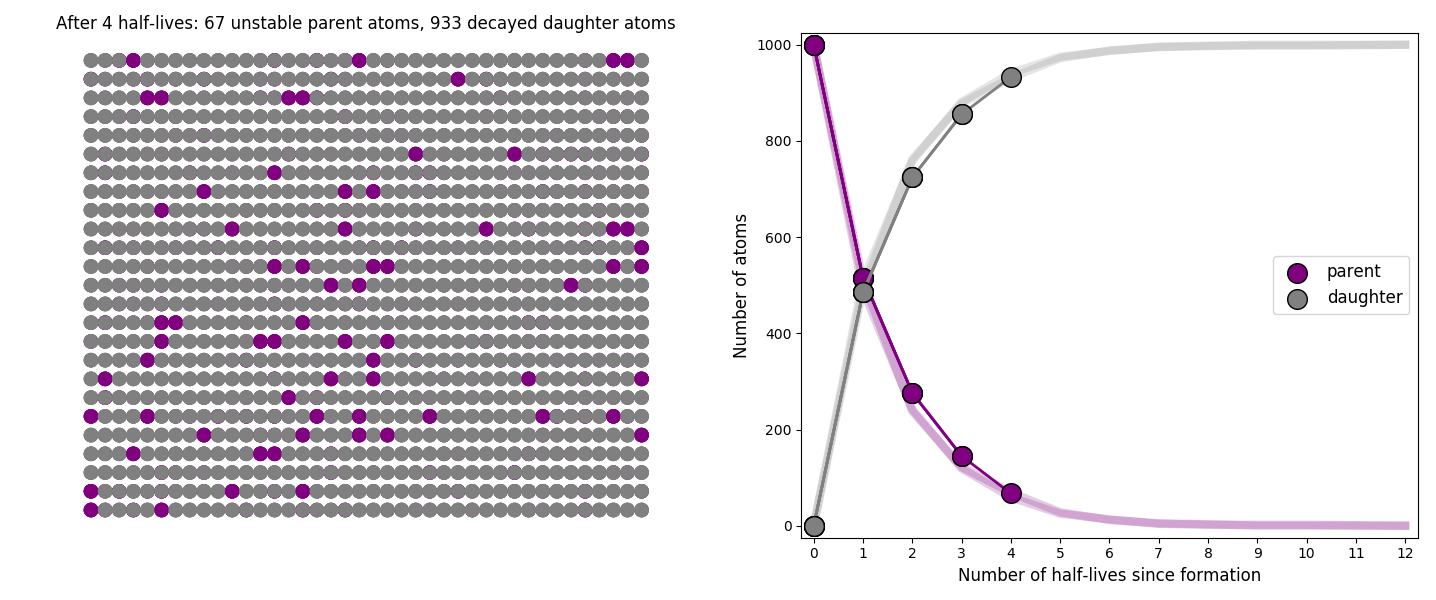 After 4 half-lives: 67 unstable parent atoms, 933 decayed daughter atoms
1000
800
600
400
200
0
Number of atoms
parent
daughter
0 1 2 3 4 5 6 7 8 9 10 11 12
Number of half-lives since formation